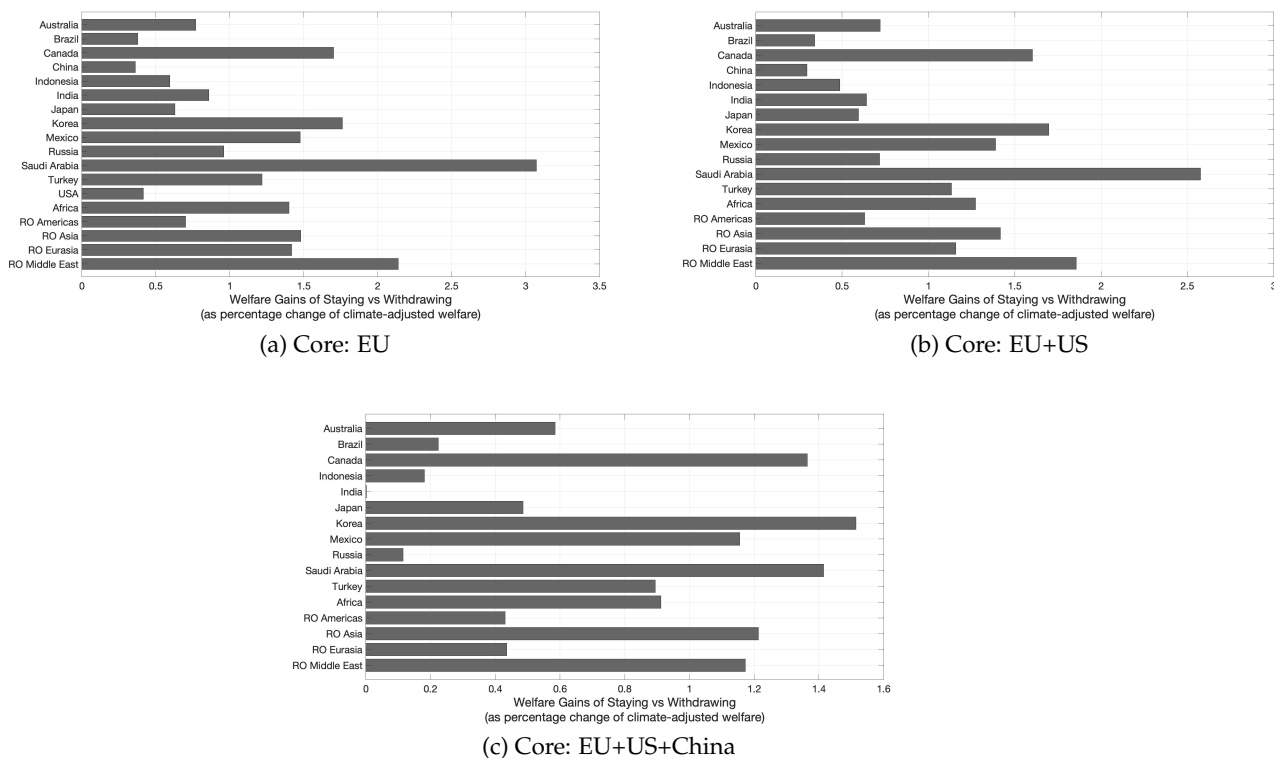 Australia
Brazil
Canada
China
Indonesia
India
Japan
Korea
Mexico
Russia
Saudi Arabia
Turkey
USA
Africa
RO Americas
RO Asia
RO Eurasia
RO Middle East
0 0.5 1 1.5 2 2.5 3 3.5
Welfare Gains of Staying vs Withdrawing
(as percentage change of climate-adjusted welfare)
(a) Core: EU
Australia
Brazil
Canada
China
Indonesia
India
Japan
Korea
Mexico
Russia
Saudi Arabia
Turkey
Africa
RO Americas
RO Asia
RO Eurasia
RO Middle East
0 0.5 1 1.5 2 2.5 3
Welfare Gains of Staying vs Withdrawing
(as percentage change of climate-adjusted welfare)
(b) Core: EU+US
Australia
Brazil
Canada
Indonesia
India
Japan
Korea
Mexico
Russia
Saudi Arabia
Turkey
Africa
RO Americas
RO Asia
RO Eurasia
RO Middle East
0 0.2 0.4 0.6 0.8 1 1.2 1.4 1.6
Welfare Gains of Staying vs Withdrawing
(as percentage change of climate-adjusted welfare)
(c) Core: EU+US+China